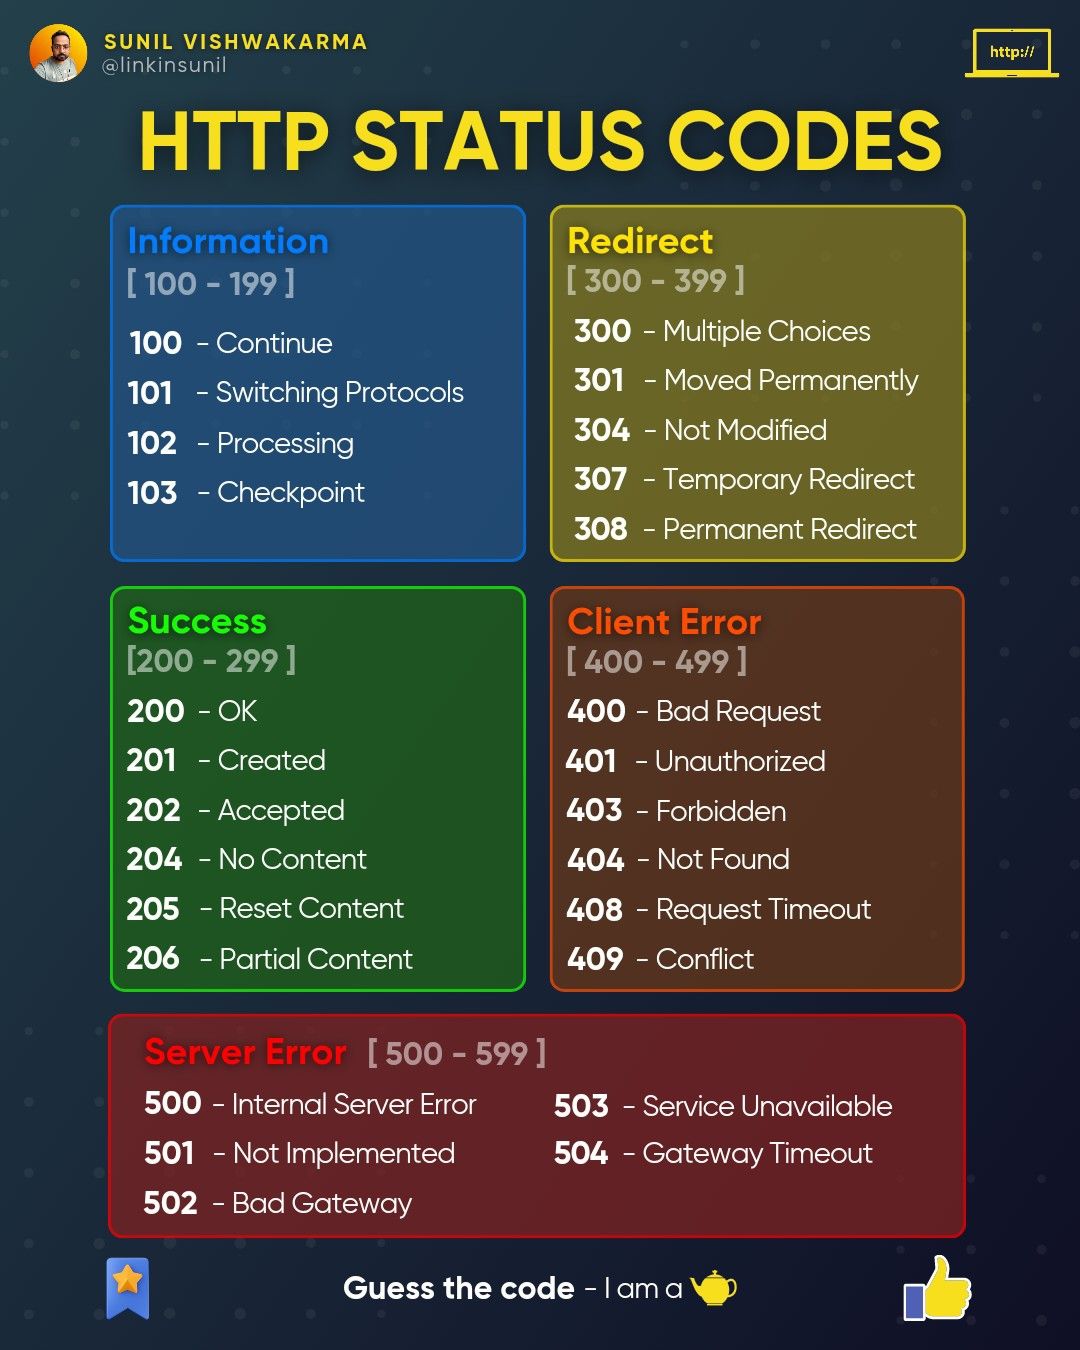 SUNIL VISHWAKARMA
@linkinsunil
http://
HTTP STATUS CODES
Information
[ 100 - 199 ]
100 - Continue
101 - Switching Protocols
102 - Processing
103 - Checkpoint
Redirect
[ 300 - 399 ]
300 - Multiple Choices
301 - Moved Permanently
304 - Not Modified
307 - Temporary Redirect
308 - Permanent Redirect
Success
[200 - 299 ]
200 - OK
201 - Created
202 - Accepted
204 - No Content
205 - Reset Content
206 - Partial Content
Client Error
[ 400 - 499 ]
400 - Bad Request
401 - Unauthorized
403 - Forbidden
404 - Not Found
408 - Request Timeout
409 - Conflict
Server Error [ 500 - 599 ]
500 - Internal Server Error
501 - Not Implemented
502 - Bad Gateway
503 - Service Unavailable
504 - Gateway Timeout
Guess the code - I am a